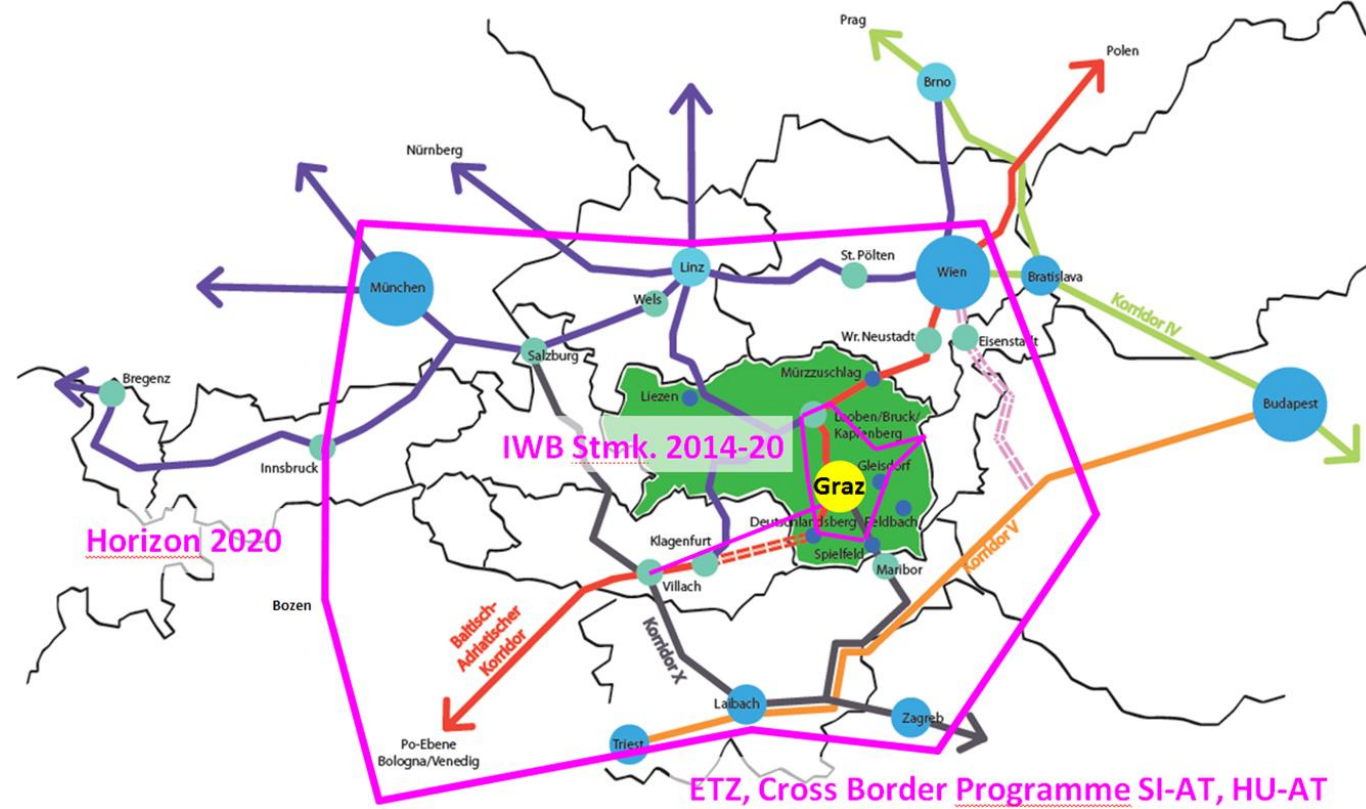 Prag
Polen
Brno
Nürnberg
Linz
St. Pölten
Wien
Bratislava
München
Wels
Korridor IV
Salzburg
Wr. Neustadt
Eisenstadt
Bregenz
Mürzzuschlag
Liezen
Budapest
Leoben/Bruck/
Kapfenberg
IWB Stmk. 2014-20
Innsbruck
Gleisdorf
Graz
Horizon 2020
Deutschlandsberg
Feldbach
Klagenfurt
Spielfeld
Korridor V
Maribor
Villach
Bozen
Baltisch-
Adriatischer
Korridor
Korridor X
Laibach
Zagreb
Triest
Po-Ebene
Bologna/Venedig
ETZ, Cross Border Programme SI-AT, HU-AT